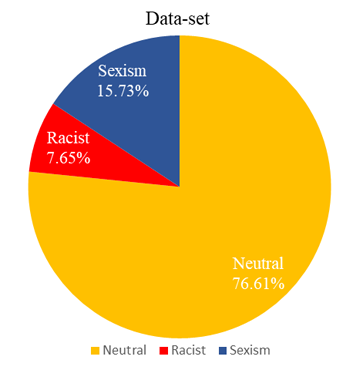 Data-set
Sexism
15.73%
Racist
7.65%
Neutral
76.61%
Neutral Racist Sexism